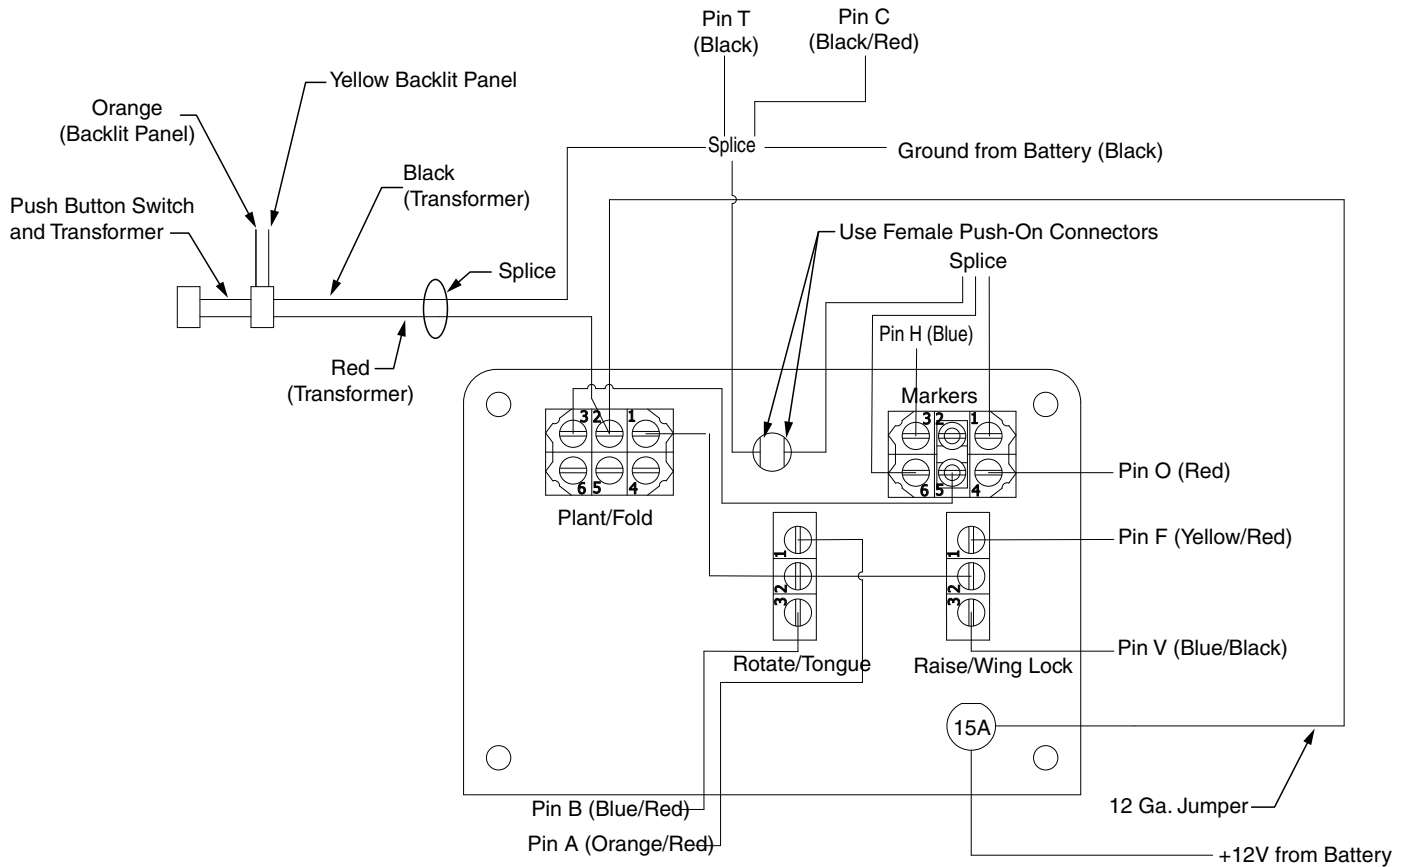 Pin T
(Black)
Pin C
(Black/Red)
Yellow Backlit Panel
Orange
(Backlit Panel)
Splice
Ground from Battery (Black)
Black
(Transformer)
Push Button Switch
and Transformer
Use Female Push-On Connectors
Splice
Splice
Pin H (Blue)
Red
(Transformer)
Markers
3 2 1
6 5 4
3 2 1
6 5 4
Pin O (Red)
Plant/Fold
1
2
3
1
2
3
Pin F (Yellow/Red)
Pin V (Blue/Black)
Rotate/Tongue
Raise/Wing Lock
15A
Pin B (Blue/Red)
12 Ga. Jumper
Pin A (Orange/Red)
+12V from Battery